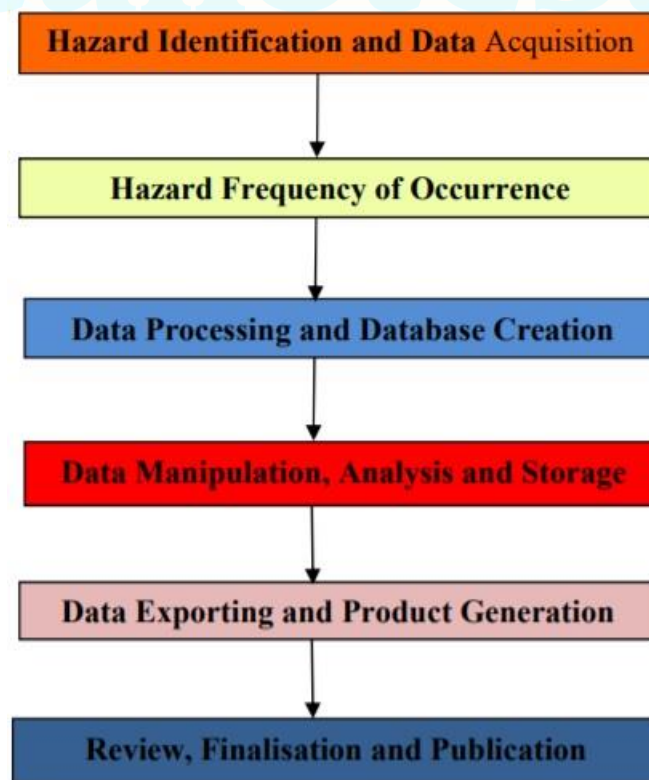 Hazard Identification and Data Acquisition
Hazard Frequency of Occurrence
Data Processing and Database Creation
Data Manipulation, Analysis and Storage
Data Exporting and Product Generation
Review, Finalisation and Publication